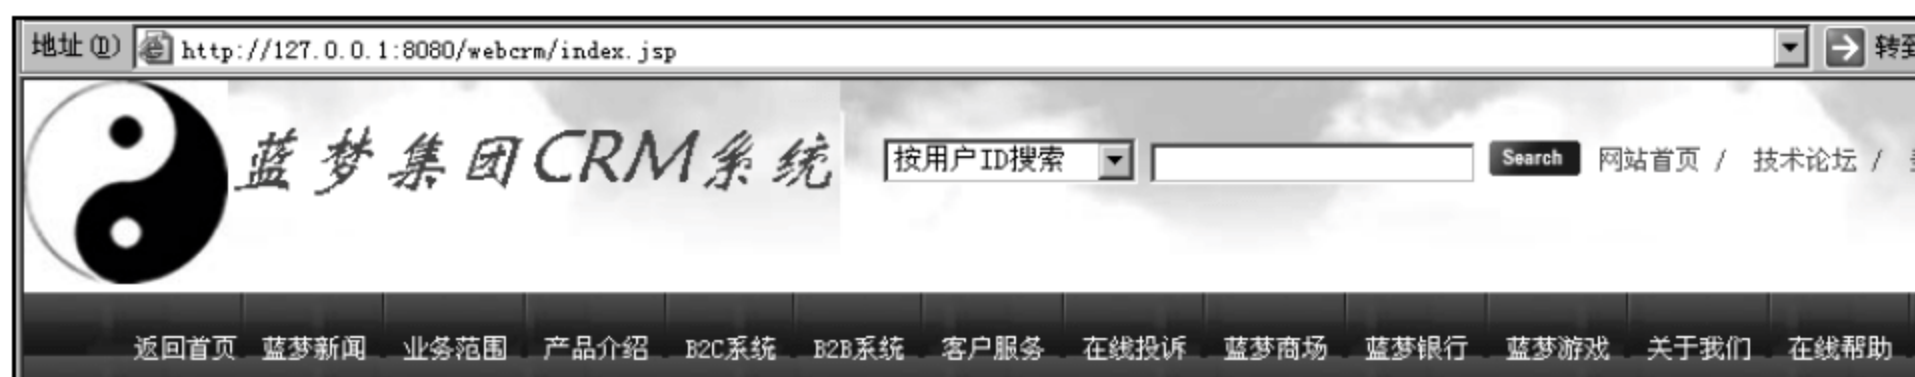 地址(D) http://127.0.0.1:8080/webcrm/index.jsp 转到
蓝梦集团CRM系统 按用户ID搜索 Search 网站首页 / 技术论坛 /
返回首页 蓝梦新闻 业务范围 产品介绍 B2C系统 B2B系统 客户服务 在线投诉 蓝梦商场 蓝梦银行 蓝梦游戏 关于我们 在线帮助